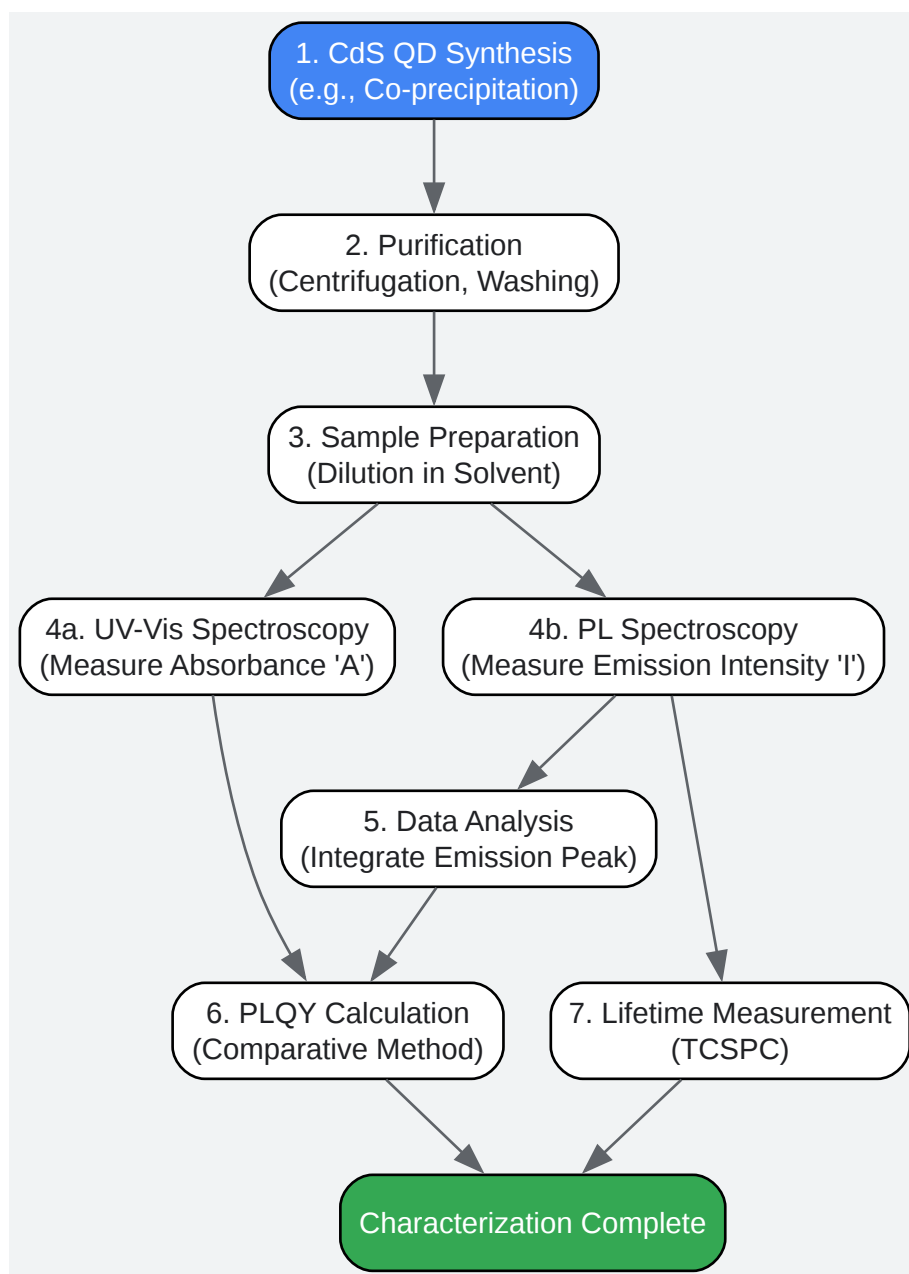 1. CdS QD Synthesis
(e.g., Co-precipitation)
2. Purification
(Centrifugation, Washing)
3. Sample Preparation
(Dilution in Solvent)
4a. UV-Vis Spectroscopy
(Measure Absorbance 'A')
4b. PL Spectroscopy
(Measure Emission Intensity 'I')
5. Data Analysis
(Integrate Emission Peak)
6. PLQY Calculation
(Comparative Method)
7. Lifetime Measurement
(TCSPC)
Characterization Complete